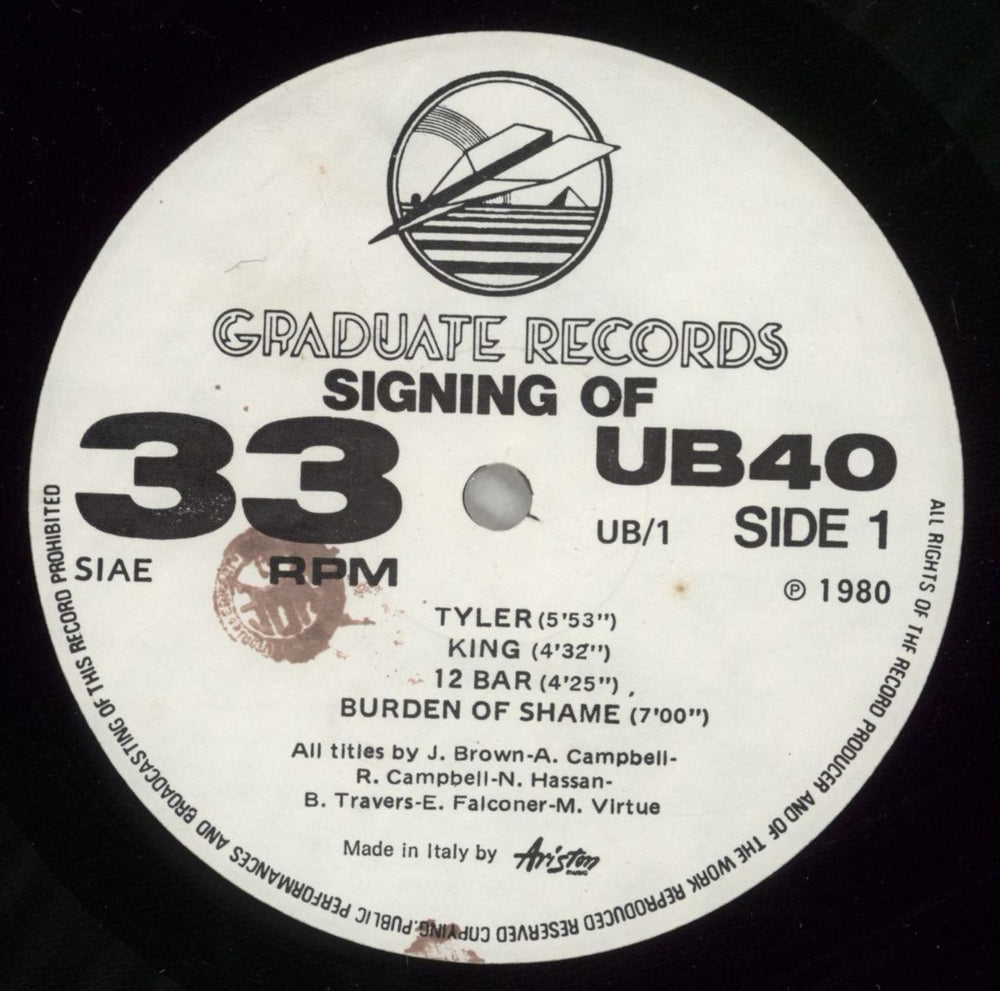 GRADUATE RECORDS
SIGNING OF
33 UB40
UB/1 SIDE 1
SIAE RPM
℗ 1980
TYLER (5'53")
KING (4'32")
12 BAR (4'25")
BURDEN OF SHAME (7'00")
All titles by J. Brown-A. Campbell-
R. Campbell-N. Hassan-
B. Travers-E. Falconer-M. Virtue
Made in Italy by Ariston
ALL RIGHTS OF THE RECORD PRODUCER AND OF THE WORK REPRODUCED RESERVED COPYING.PUBLIC PERFORMANCES AND BROADCASTING OF THIS RECORD PROHIBITED